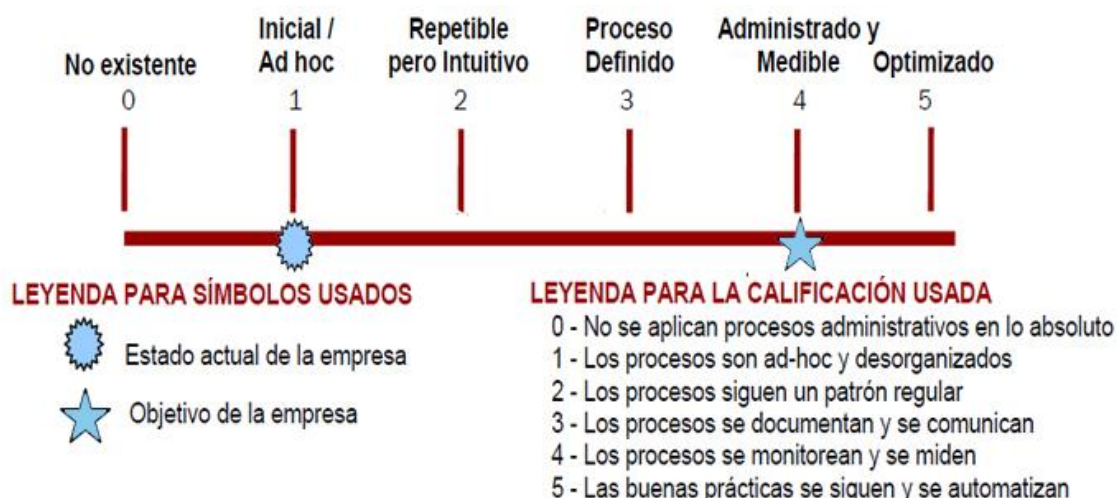 No existente
0
Inicial /
Ad hoc
1
Repetible
pero Intuitivo
2
Proceso
Definido
3
Administrado y
Medible
4
Optimizado
5
LEYENDA PARA SÍMBOLOS USADOS
Estado actual de la empresa
Objetivo de la empresa
LEYENDA PARA LA CALIFICACIÓN USADA
0 - No se aplican procesos administrativos en lo absoluto
1 - Los procesos son ad-hoc y desorganizados
2 - Los procesos siguen un patrón regular
3 - Los procesos se documentan y se comunican
4 - Los procesos se monitorean y se miden
5 - Las buenas prácticas se siguen y se automatizan